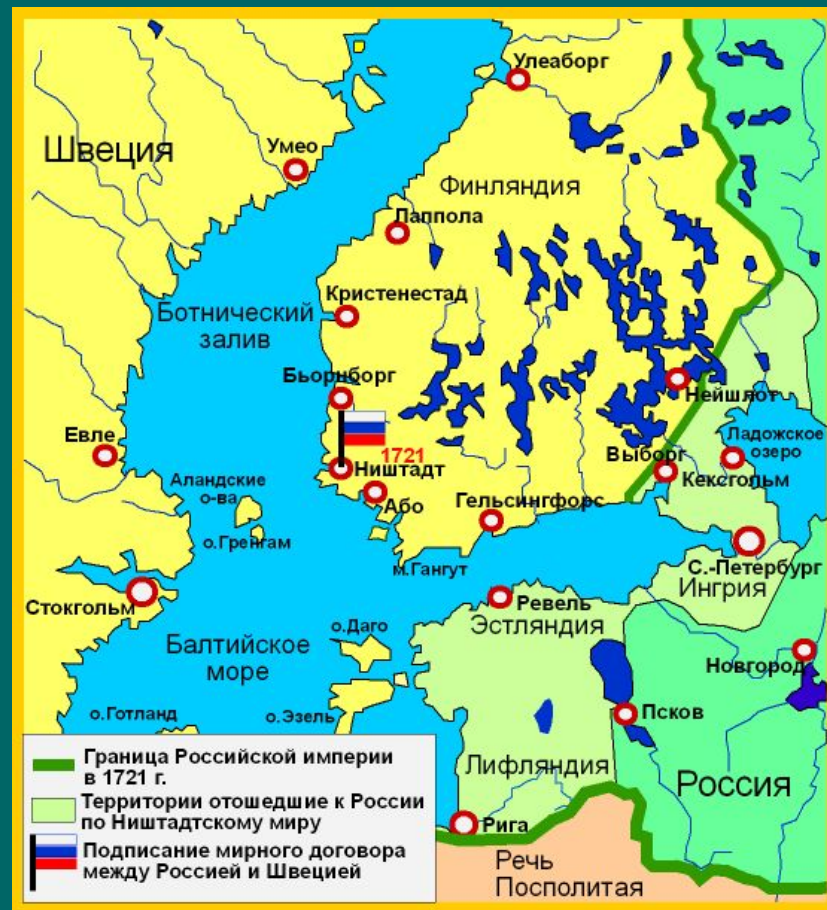 Улеаборг
Швеция
Умео
Финляндия
Лаппола
Кристенестад
Ботнический
залив
Бьорнборг
Нейшлот
1721
Евле
Ништадт
Выборг
Ладожское
озеро
Кексгольм
Аландские
о-ва
Або
Гельсингфорс
о.Гренгам
м.Гангут
С.-Петербург
Ингрия
Стокгольм
Ревель
Эстляндия
о.Даго
Балтийское
море
Новгород
о.Готланд
о.Эзель
Псков
Лифляндия
Россия
Рига
Речь
Посполитая
Граница Российской империи
в 1721 г.
Территории отошедшие к России
по Ништадтскому миру
Подписание мирного договора
между Россией и Швецией